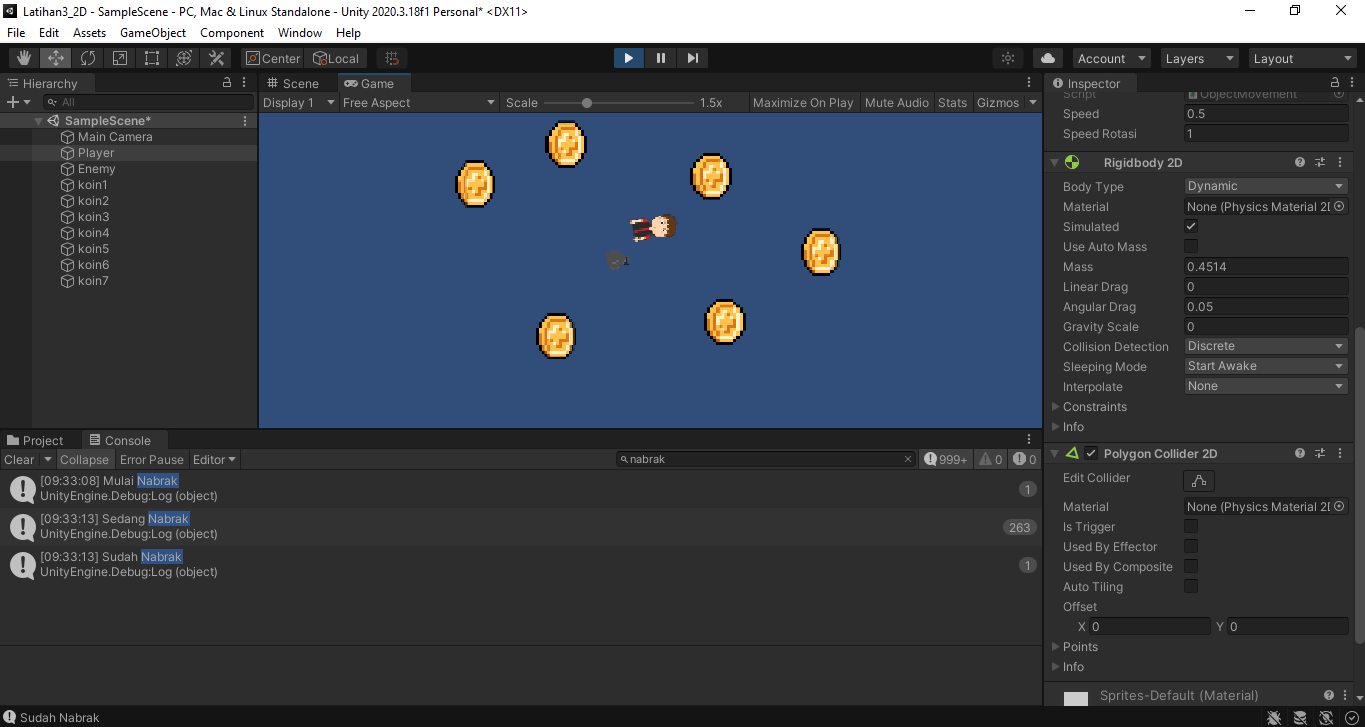 Latihan3_2D - SampleScene - PC, Mac & Linux Standalone - Unity 2020.3.18f1 Personal* <DX11>
File Edit Assets GameObject Component Window Help
Center Local Account Layers Layout
Hierarchy
All
SampleScene*
Main Camera
Player
Enemy
koin1
koin2
koin3
koin4
koin5
koin6
koin7
Scene Game
Display 1 Free Aspect Scale 1.5x Maximize On Play Mute Audio Stats Gizmos
Project Console
Clear Collapse Error Pause Editor nabrak 999+ 0 0
[09:33:08] Mulai Nabrak
UnityEngine.Debug:Log (object)
1
[09:33:13] Sedang Nabrak
UnityEngine.Debug:Log (object)
263
[09:33:13] Sudah Nabrak
UnityEngine.Debug:Log (object)
1
Inspector
Script ObjectMovement
Speed 0.5
Speed Rotasi 1
Rigidbody 2D
Body Type Dynamic
Material None (Physics Material 2D
Simulated
Use Auto Mass
Mass 0.4514
Linear Drag 0
Angular Drag 0.05
Gravity Scale 0
Collision Detection Discrete
Sleeping Mode Start Awake
Interpolate None
Constraints
Info
Polygon Collider 2D
Edit Collider
Material None (Physics Material 2D
Is Trigger
Used By Effector
Used By Composite
Auto Tiling
Offset
X 0 Y 0
Points
Info
Sprites-Default (Material)
Sudah Nabrak